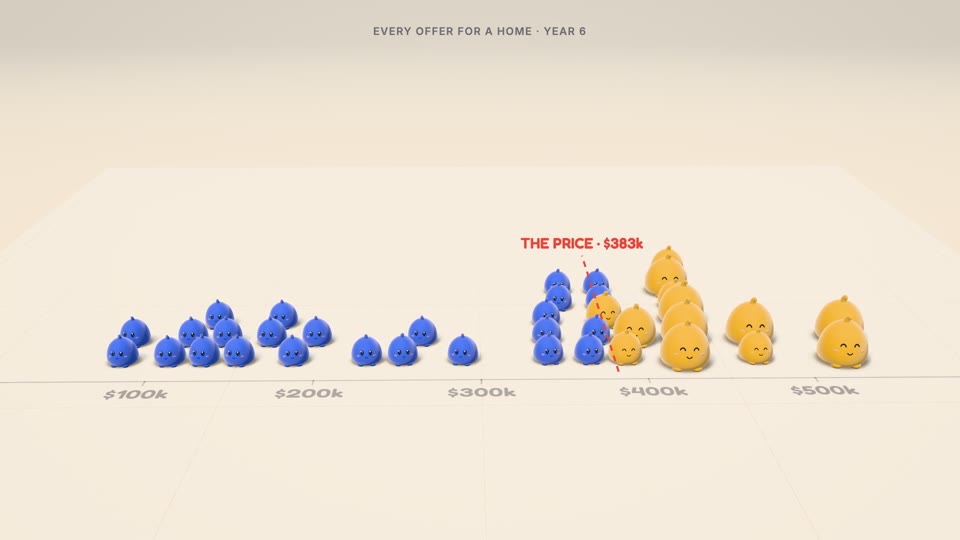 EVERY OFFER FOR A HOME · YEAR 6
THE PRICE · $383k
$100k $200k $300k $400k $500k